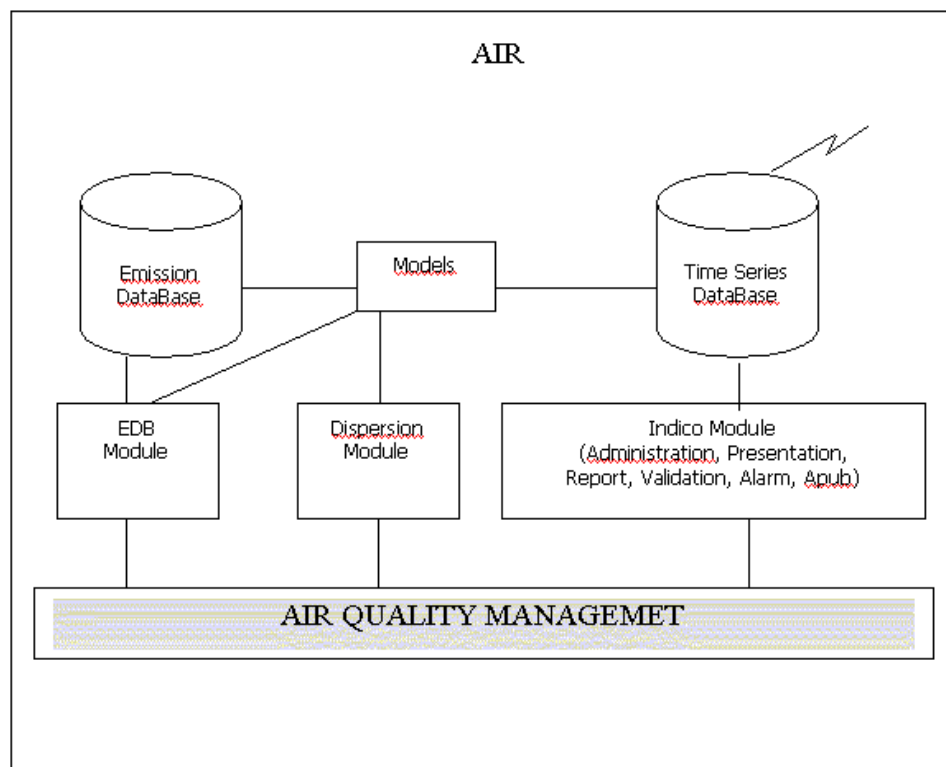 AIR
Emission
DataBase
Models
Time Series
DataBase
EDB
Module
Dispersion
Module
Indico Module
(Administration, Presentation,
Report, Validation, Alarm, Apub)
AIR QUALITY MANAGEMET